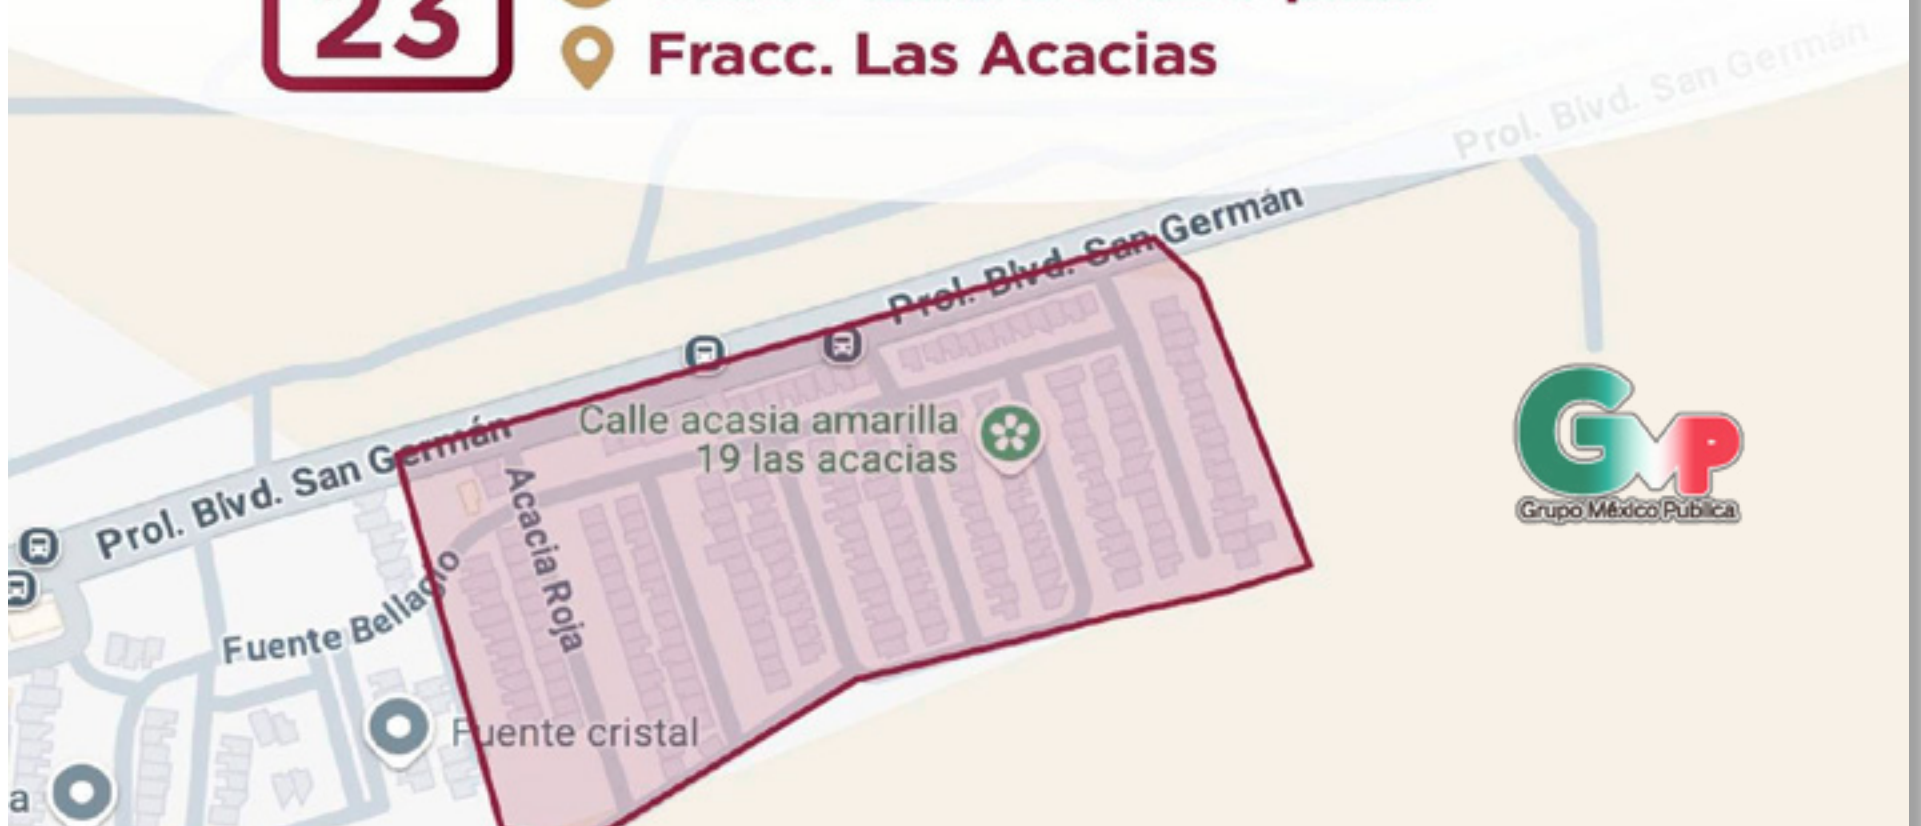 23
Fracc. Las Acacias
Prol. Blvd. San Germán
Prol. Blvd. San Germán
Prol. Blvd. San Germán
Calle acasia amarilla
19 las acacias
Acacia Roja
Fuente Bellagio
Fuente cristal
a
GMP
Grupo México Publica